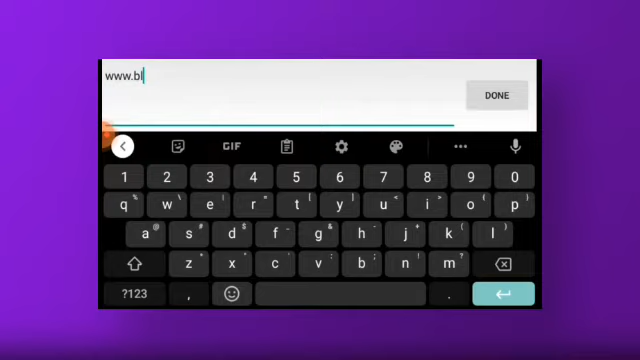 www.bl
DONE
GIF
1 2 3 4 5 6 7 8 9 0
q w e r t y u i o p
a s d f g h j k l
z x c v b n m
?123 , .